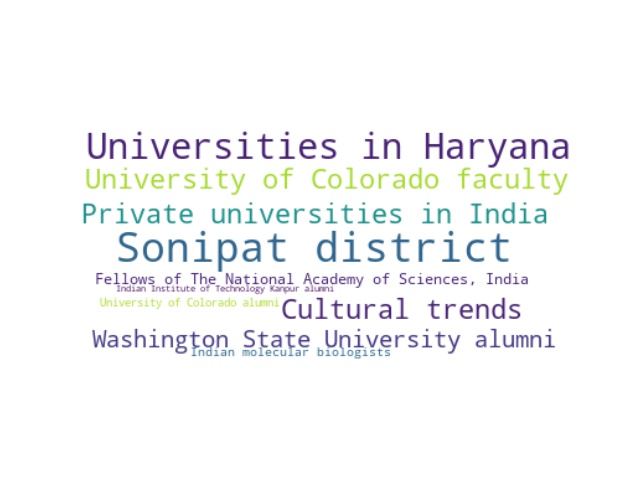 Universities in Haryana
University of Colorado faculty
Private universities in India
Sonipat district
Fellows of The National Academy of Sciences, India
Indian Institute of Technology Kanpur alumni
University of Colorado alumni
Cultural trends
Washington State University alumni
Indian molecular biologists